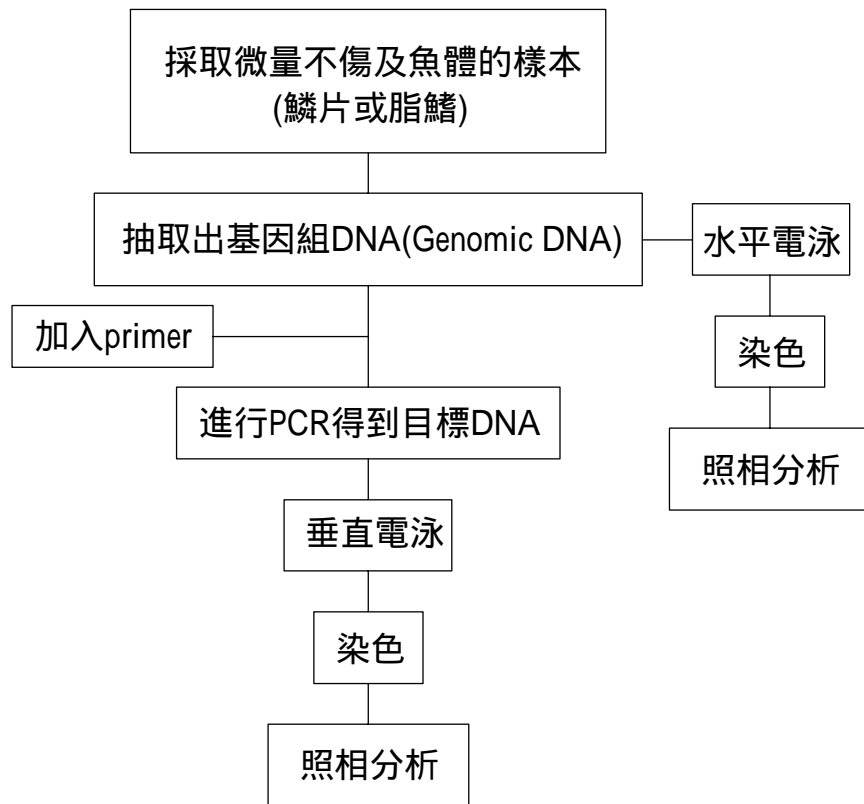 採取微量不傷及魚體的樣本
(鱗片或脂鰭)
抽取出基因組DNA(Genomic DNA)
水平電泳
加入primer
染色
進行PCR得到目標DNA
照相分析
垂直電泳
染色
照相分析